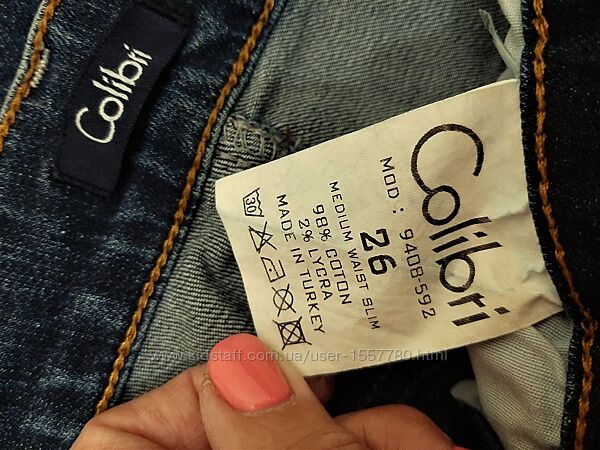 Colibri
Colibri
MOD : 9408-592
26
MEDIUM WAIST SLIM
98% COTON
2% LYCRA
MADE IN TURKEY
30
www.kidstaff.com.ua/user-1557780.html